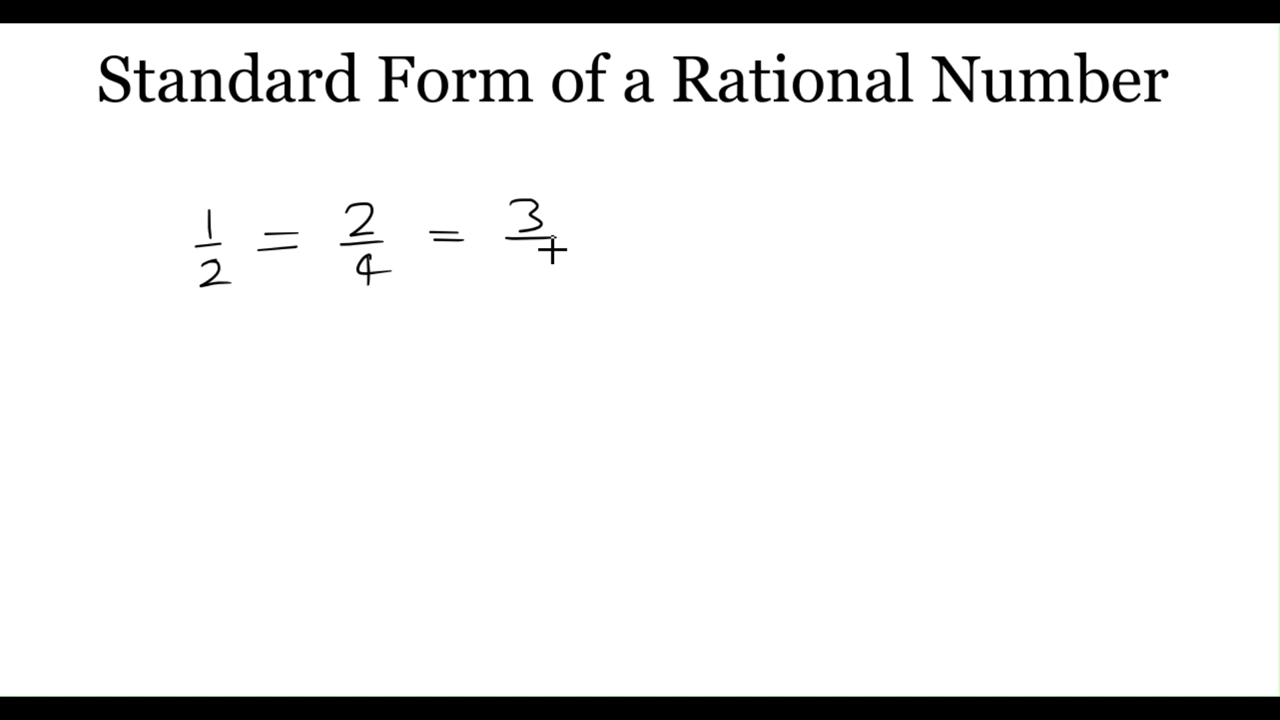 Standard Form of a Rational Number
1/2 = 2/4 = 3/